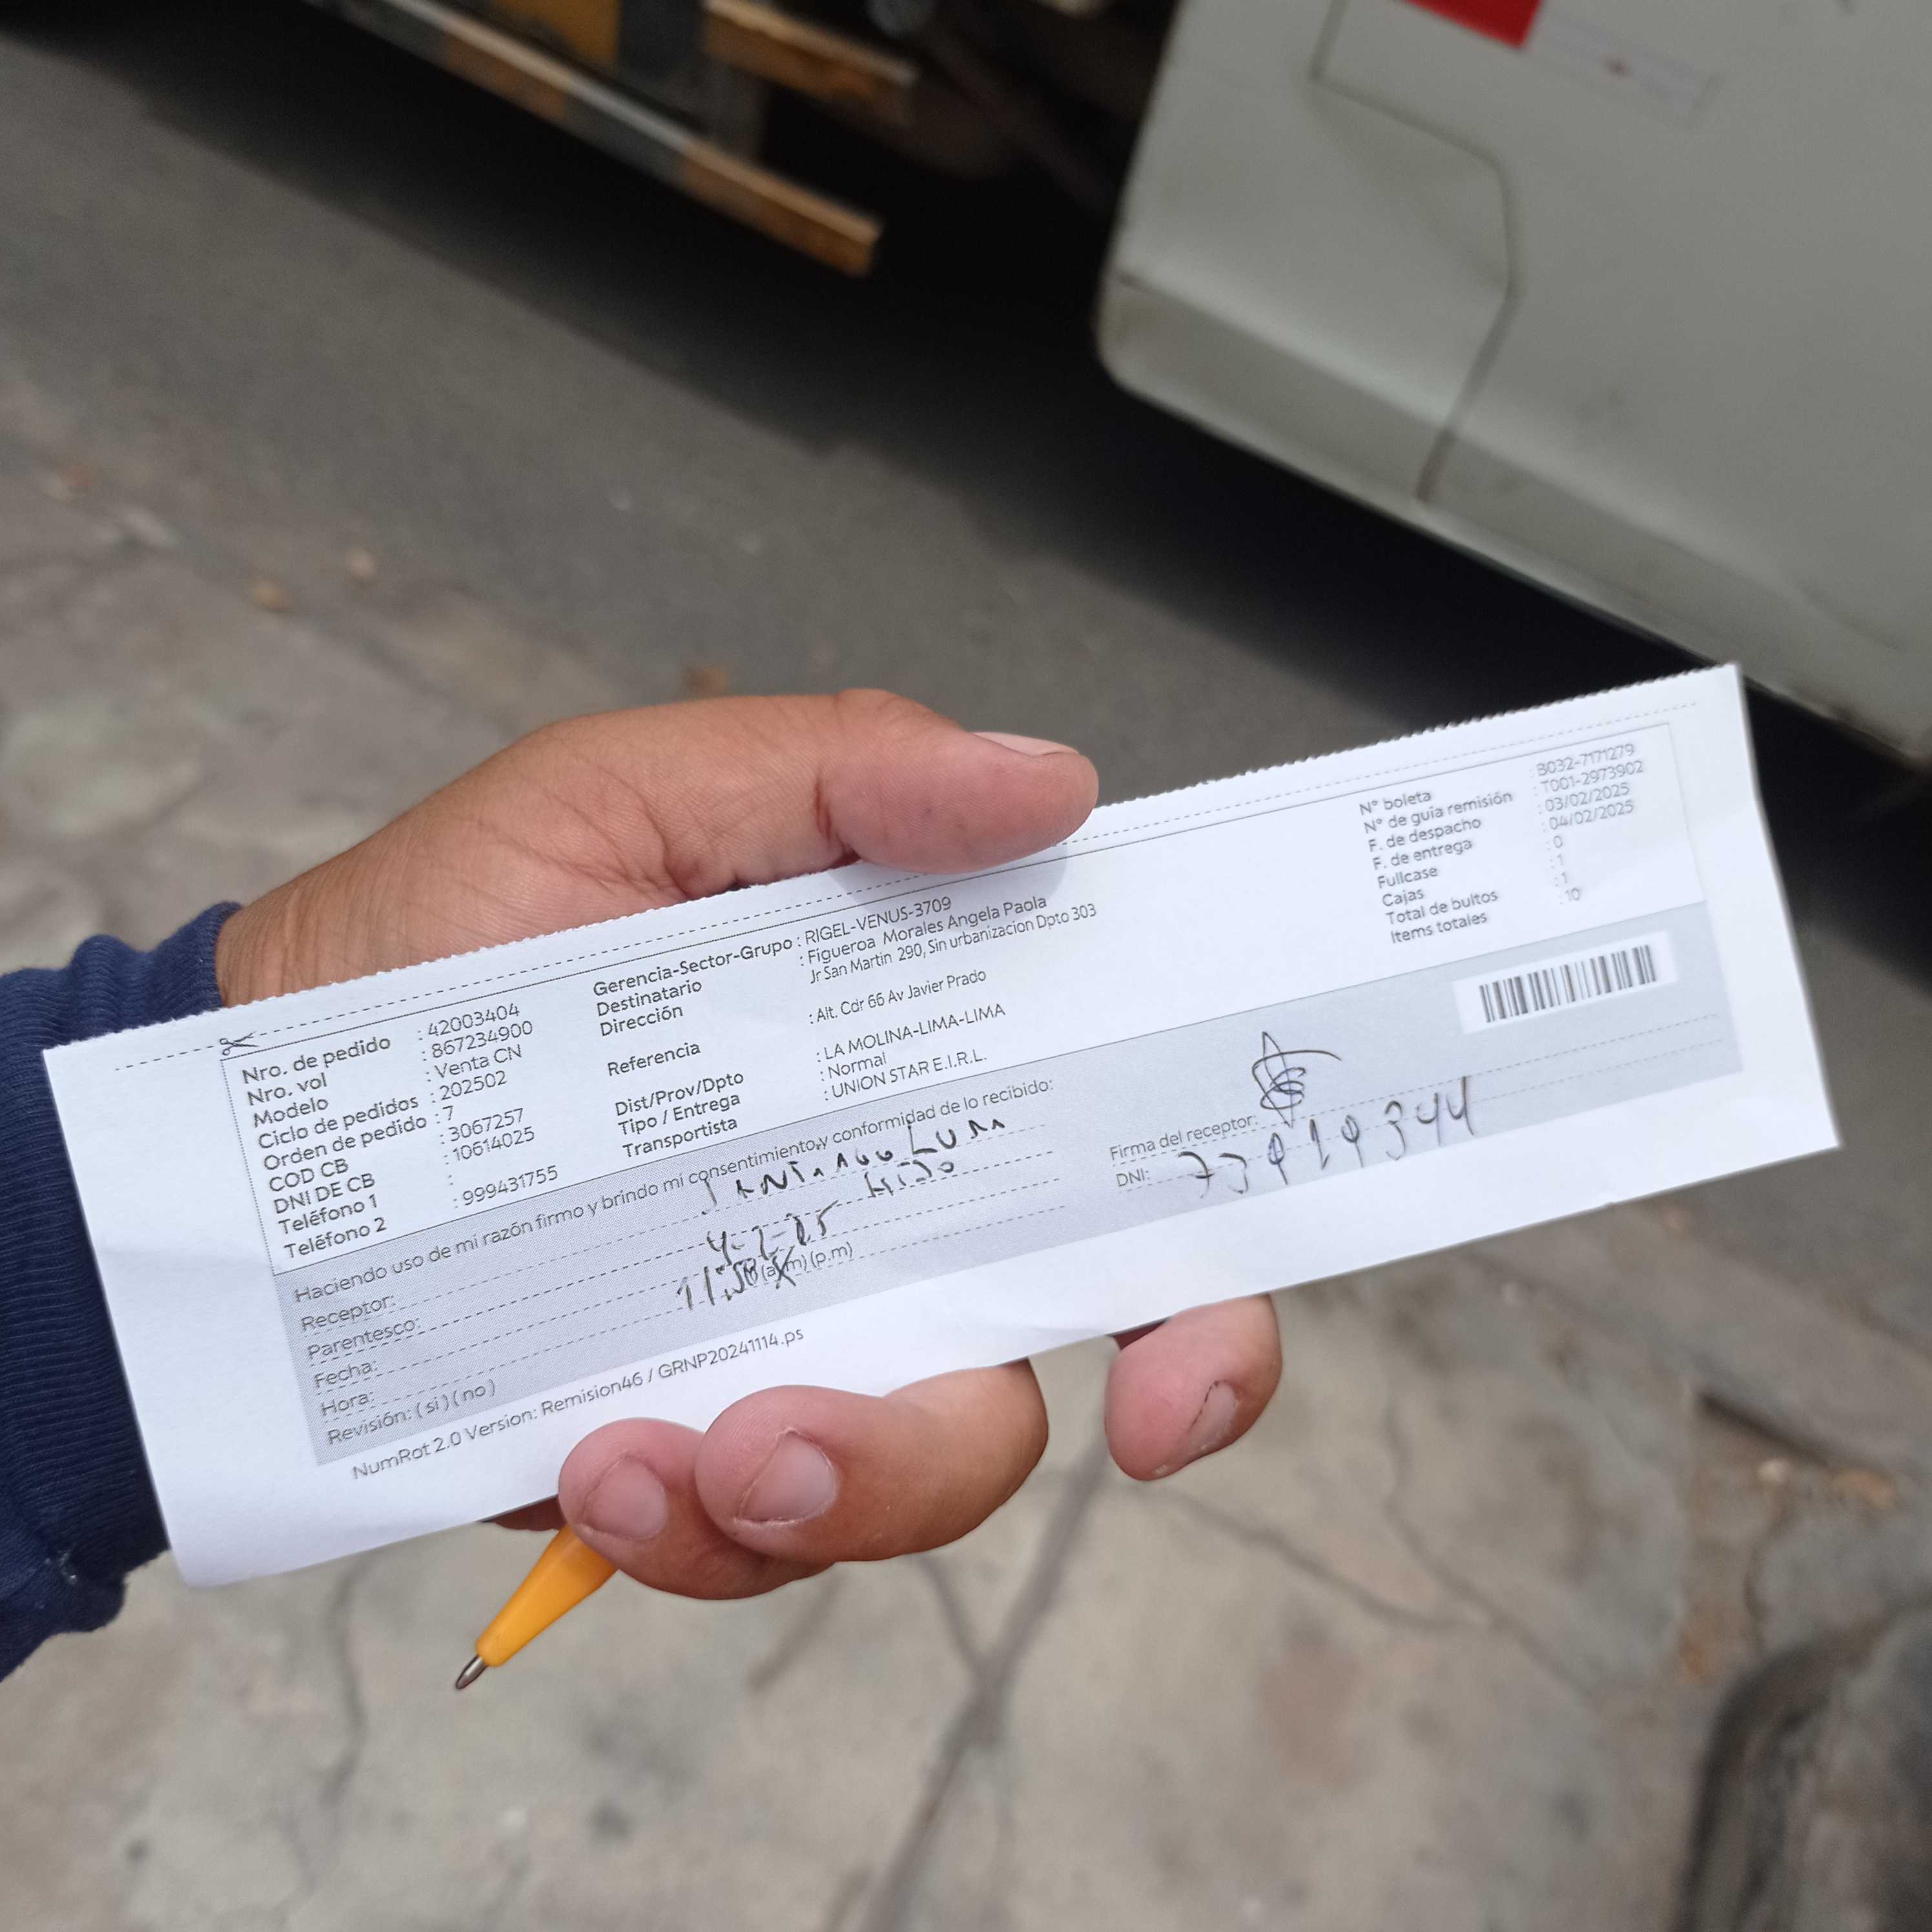 Nro. de pedido : 42003404
Nro. vol : 867234900
Modelo : Venta CN
Ciclo de pedidos : 202502
Orden de pedido : 7
COD CB : 3067257
DNI DE CB : 10614025
Teléfono 1 :
Teléfono 2 : 999431755
Gerencia-Sector-Grupo : RIGEL-VENUS-3709
Destinatario : Figueroa Morales Angela Paola
Dirección Jr San Martin 290, Sin urbanizacion Dpto 303
Referencia : Alt. Cdr 66 Av Javier Prado
Dist/Prov/Dpto : LA MOLINA-LIMA-LIMA
Tipo / Entrega : Normal
Transportista : UNION STAR E.I.R.L.
N° boleta : B032-7171279
N° de guía remisión : T001-2973902
F. de despacho : 03/02/2025
F. de entrega : 04/02/2025
Fullcase : 0
Cajas : 1
Total de bultos : 1
Items totales : 10
Haciendo uso de mi razón firmo y brindo mi consentimiento,y conformidad de lo recibido:
Receptor:
Parentesco: HIJO
Fecha:
Hora: (a.m) (p.m)
Revisión: ( si ) ( no )
Firma del receptor:
DNI: 73919344
NumRot 2.0 Version: Remision46 / GRNP20241114.ps